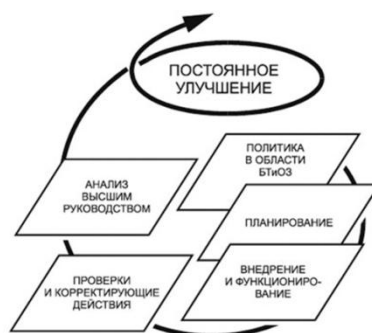 ПОСТОЯННОЕ
УЛУЧШЕНИЕ
ПОЛИТИКА
В ОБЛАСТИ
БТиОЗ
ПЛАНИРОВАНИЕ
ВНЕДРЕНИЕ
И ФУНКЦИОНИРО-
ВАНИЕ
ПРОВЕРКИ
И КОРРЕКТИРУЮЩИЕ
ДЕЙСТВИЯ
АНАЛИЗ
ВЫСШИМ
РУКОВОДСТВОМ